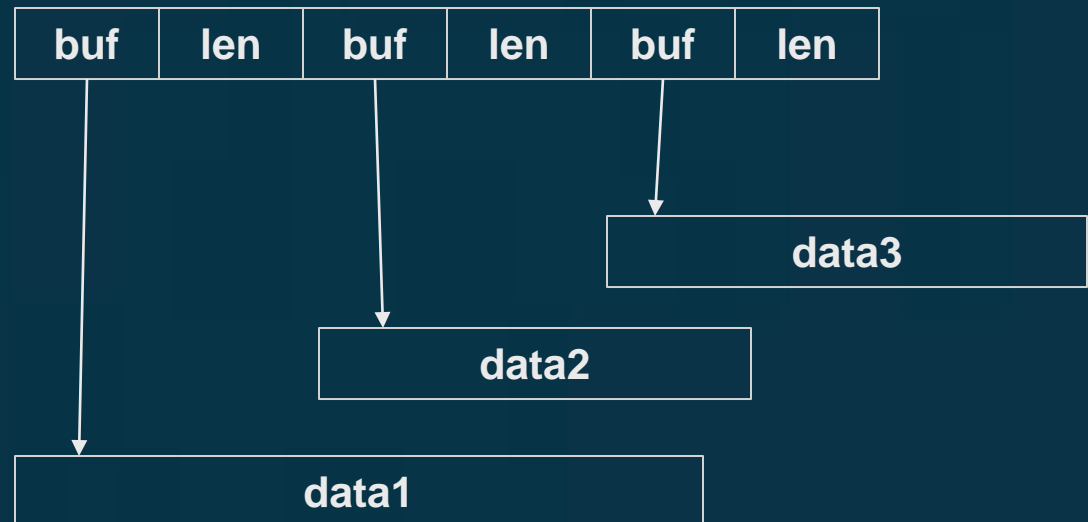 buf len buf len buf len
data3
data2
data1